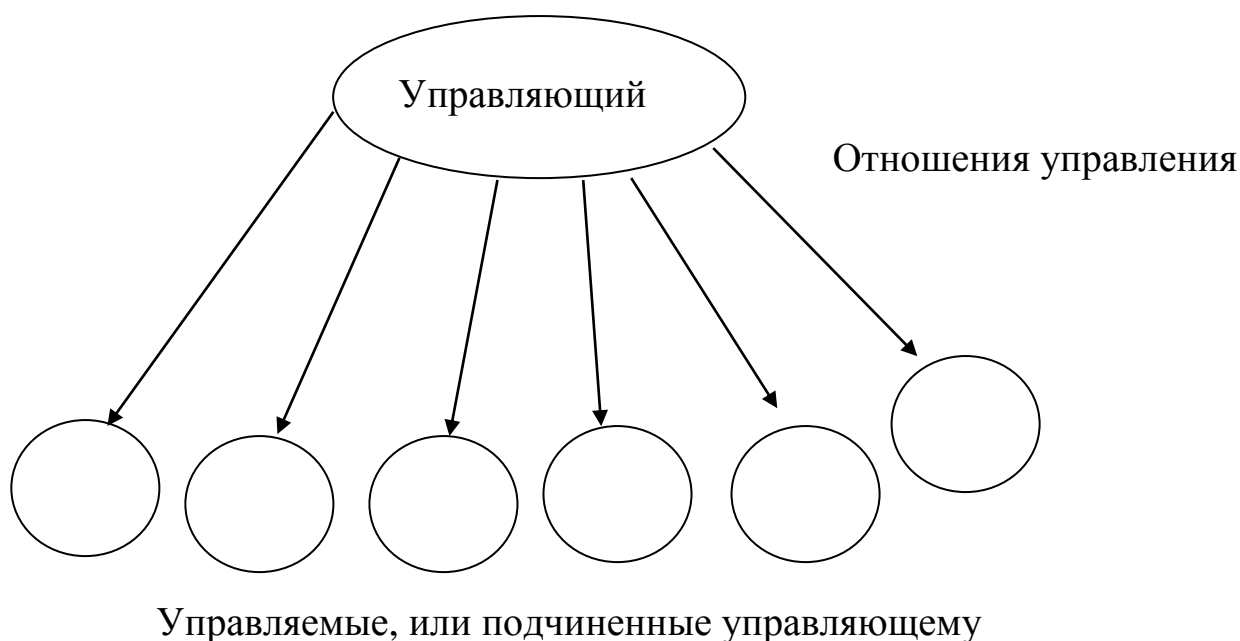 Управляющий
Отношения управления
Управляемые, или подчиненные управляющему